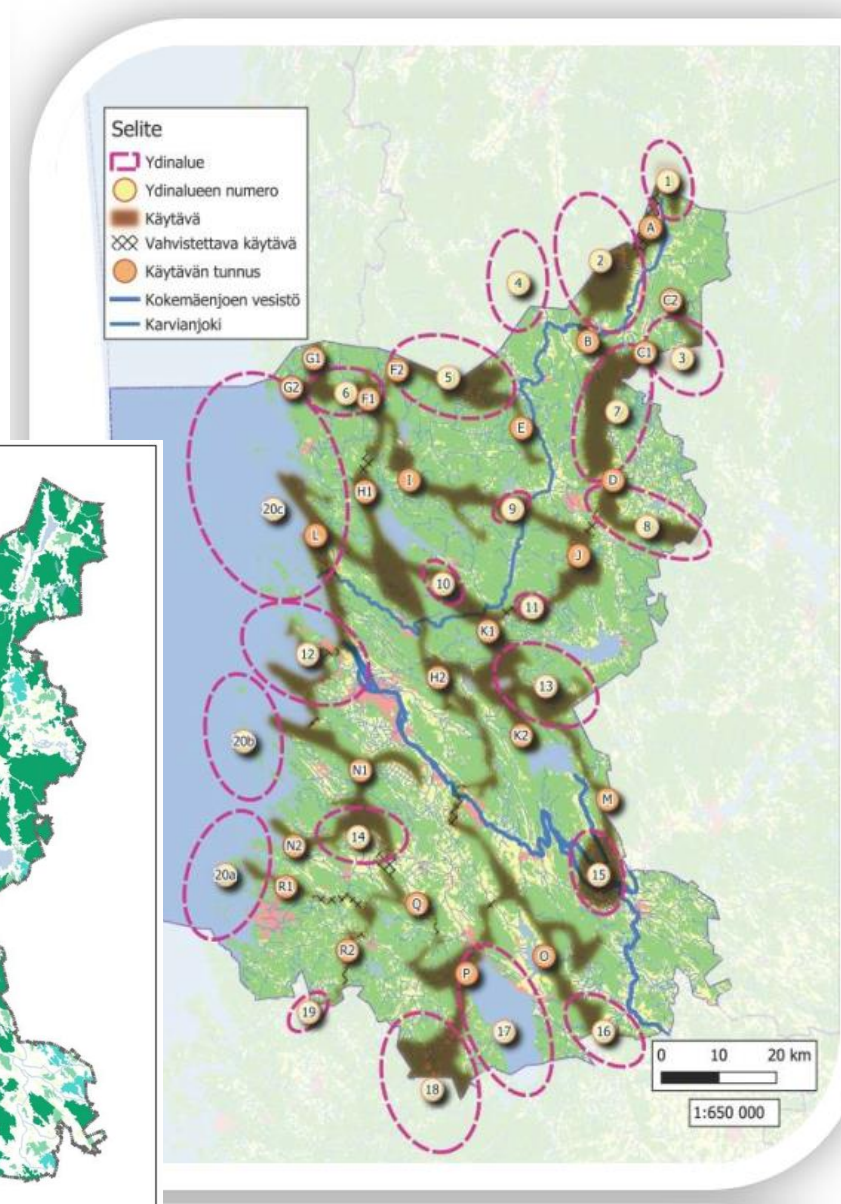 Selite
Ydinalue
Ydinalueen numero
Käytävä
Vahvistettava käytävä
Käytävän tunnus
Kokemäenjoen vesistö
Karvianjoki
1
A
2
4
C2
B
C1
3
G1
F2
5
G2
6
F1
7
E
I
H1
D
9
20c
8
L
J
10
11
K1
12
H2
13
K2
20b
N1
M
14
N2
20a
15
R1
Q
R2
O
P
19
17
16
18
0 10 20 km
1:650 000